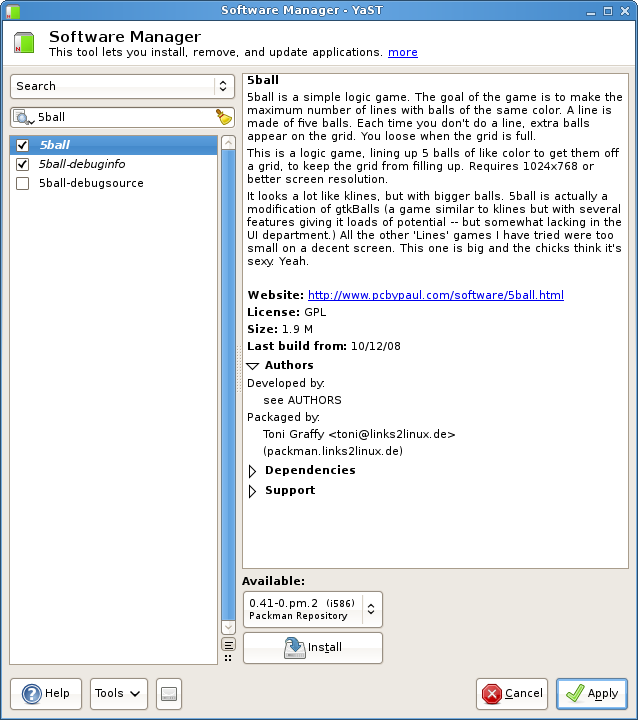 Software Manager - YaST
Software Manager
This tool lets you install, remove, and update applications. more
Search
5ball
5ball
5ball-debuginfo
5ball-debugsource
5ball
5ball is a simple logic game. The goal of the game is to make the
maximum number of lines with balls of the same color. A line is
made of five balls. Each time you don't do a line, extra balls
appear on the grid. You loose when the grid is full.
This is a logic game, lining up 5 balls of like color to get them off
a grid, to keep the grid from filling up. Requires 1024x768 or
better screen resolution.
It looks a lot like klines, but with bigger balls. 5ball is actually a
modification of gtkBalls (a game similar to klines but with several
features giving it loads of potential -- but somewhat lacking in the
UI department.) All the other 'Lines' games I have tried were too
small on a decent screen. This one is big and the chicks think it's
sexy. Yeah.
Website: http://www.pcbypaul.com/software/5ball.html
License: GPL
Size: 1.9 M
Last build from: 10/12/08
Authors
Developed by:
see AUTHORS
Packaged by:
Toni Graffy <toni@links2linux.de>
(packman.links2linux.de)
Dependencies
Support
Available:
0.41-0.pm.2 (i586)
Packman Repository
Install
Help
Tools
Cancel
Apply